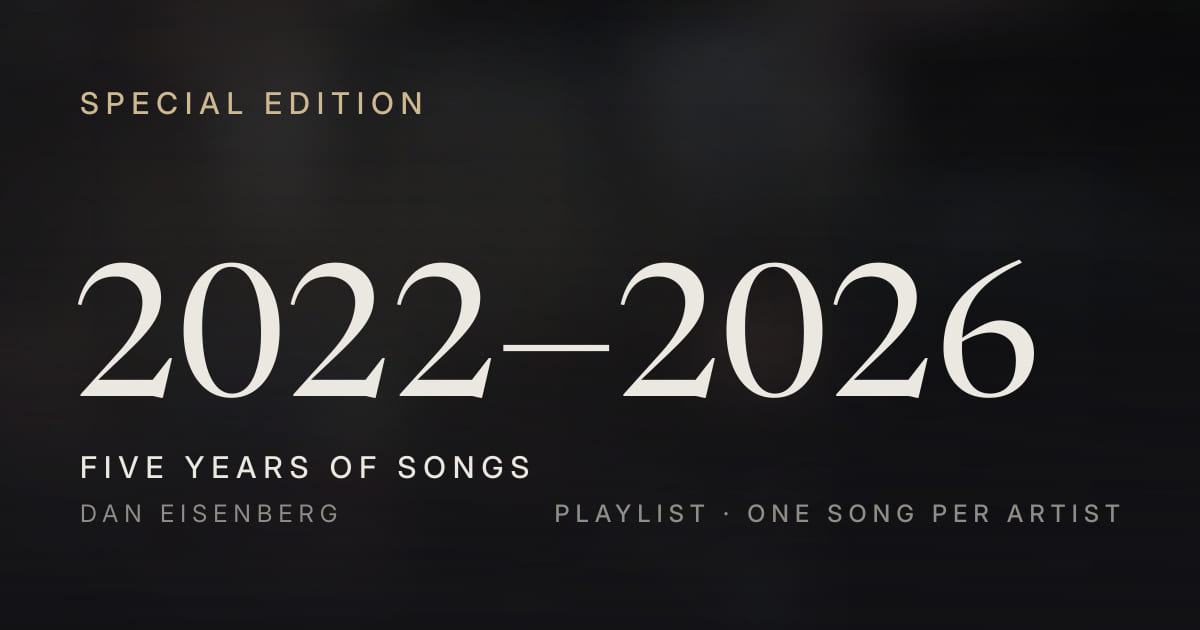 SPECIAL EDITION
2022–2026
FIVE YEARS OF SONGS
DAN EISENBERG
PLAYLIST · ONE SONG PER ARTIST